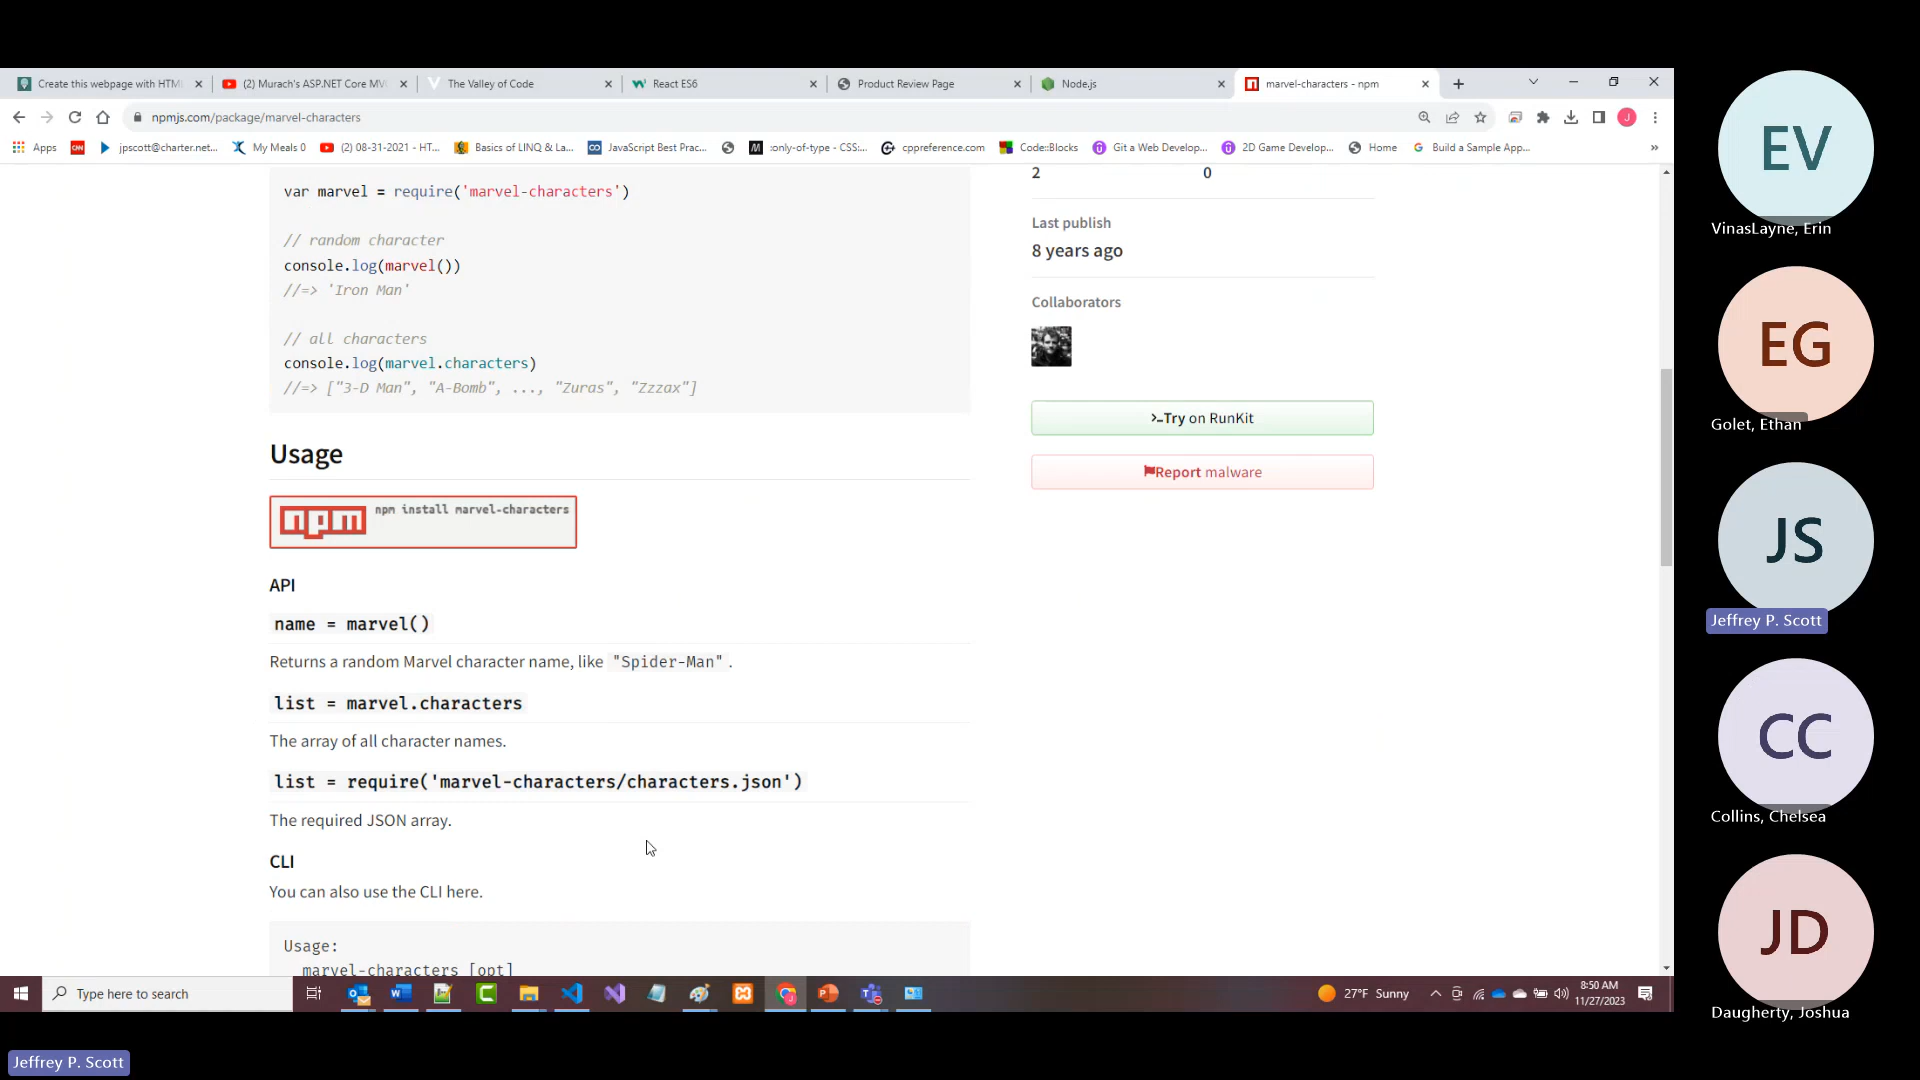 Create this webpage with HTM
(2) Murach's ASP.NET Core MV
The Valley of Code
React ES6
Product Review Page
Node.js
marvel-characters - npm
npmjs.com/package/marvel-characters
J
Apps
CNN
jpscott@charter.net...
My Meals 0
(2) 08-31-2021 - HT...
Basics of LINQ & La...
JavaScript Best Prac...
:only-of-type - CSS:...
cppreference.com
Code::Blocks
Git a Web Develop...
2D Game Develop...
Home
Build a Sample App...
var marvel = require('marvel-characters')
// random character
console.log(marvel())
//=> 'Iron Man'
// all characters
console.log(marvel.characters)
//=> ["3-D Man", "A-Bomb", ..., "Zuras", "Zzzax"]
Usage
npm
npm install marvel-characters
API
name = marvel()
Returns a random Marvel character name, like "Spider-Man" .
list = marvel.characters
The array of all character names.
list = require('marvel-characters/characters.json')
The required JSON array.
CLI
You can also use the CLI here.
Usage:
marvel-characters [opt]
2
0
Last publish
8 years ago
Collaborators
Try on RunKit
Report malware
Type here to search
27°F Sunny
8:50 AM
11/27/2023
EV
VinasLayne, Erin
EG
Golet, Ethan
JS
Jeffrey P. Scott
CC
Collins, Chelsea
JD
Daugherty, Joshua
Jeffrey P. Scott